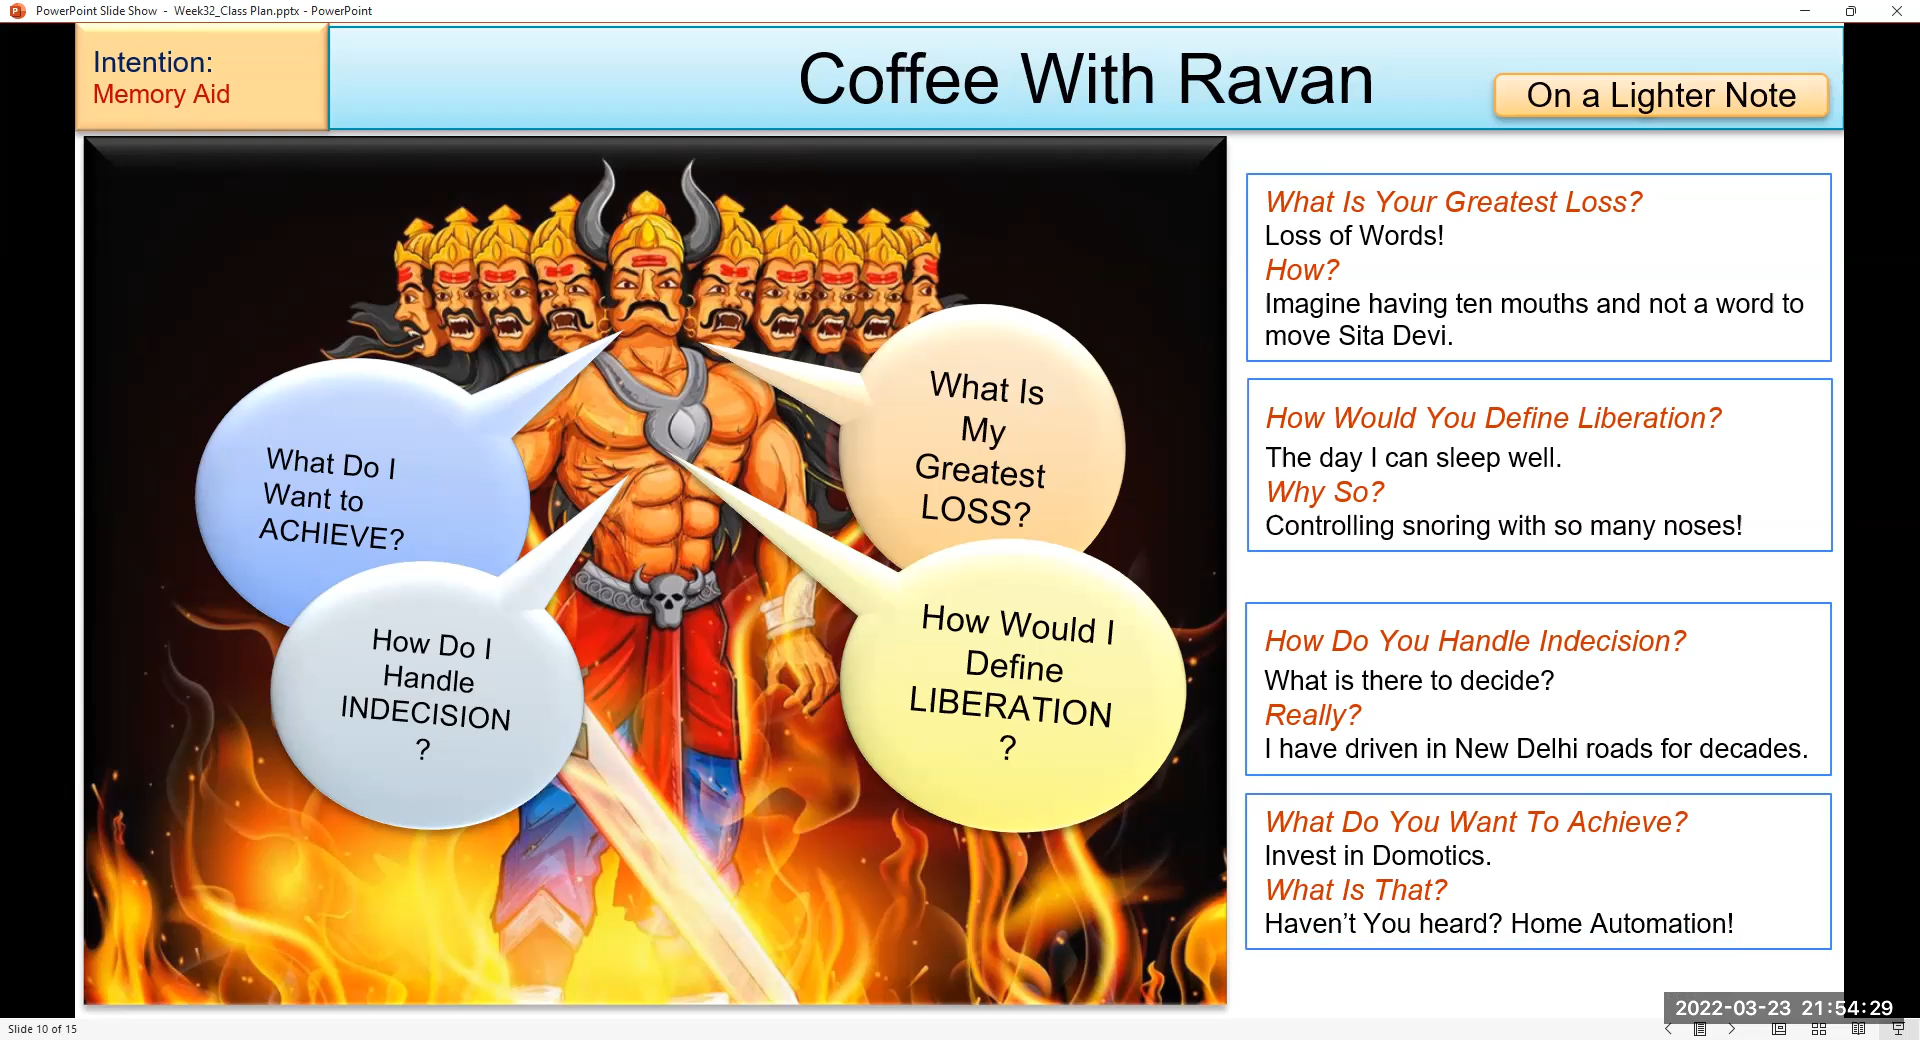 PowerPoint Slide Show - Week32_Class Plan.pptx - PowerPoint
Intention:
Memory Aid
Coffee With Ravan
On a Lighter Note
What Do I
Want to
ACHIEVE?
How Do I
Handle
INDECISION
?
What Is
My
Greatest
LOSS?
How Would I
Define
LIBERATION
?
What Is Your Greatest Loss?
Loss of Words!
How?
Imagine having ten mouths and not a word to
move Sita Devi.
How Would You Define Liberation?
The day I can sleep well.
Why So?
Controlling snoring with so many noses!
How Do You Handle Indecision?
What is there to decide?
Really?
I have driven in New Delhi roads for decades.
What Do You Want To Achieve?
Invest in Domotics.
What Is That?
Haven’t You heard? Home Automation!
2022-03-23 21:54:29
Slide 10 of 15